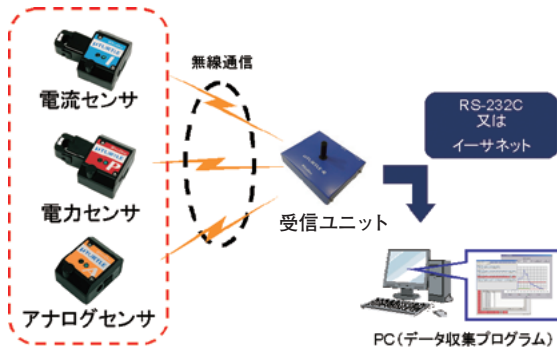 電流センサ
電力センサ
アナログセンサ
無線通信
受信ユニット
RS-232C
又は
イーサネット
PC(データ収集プログラム)